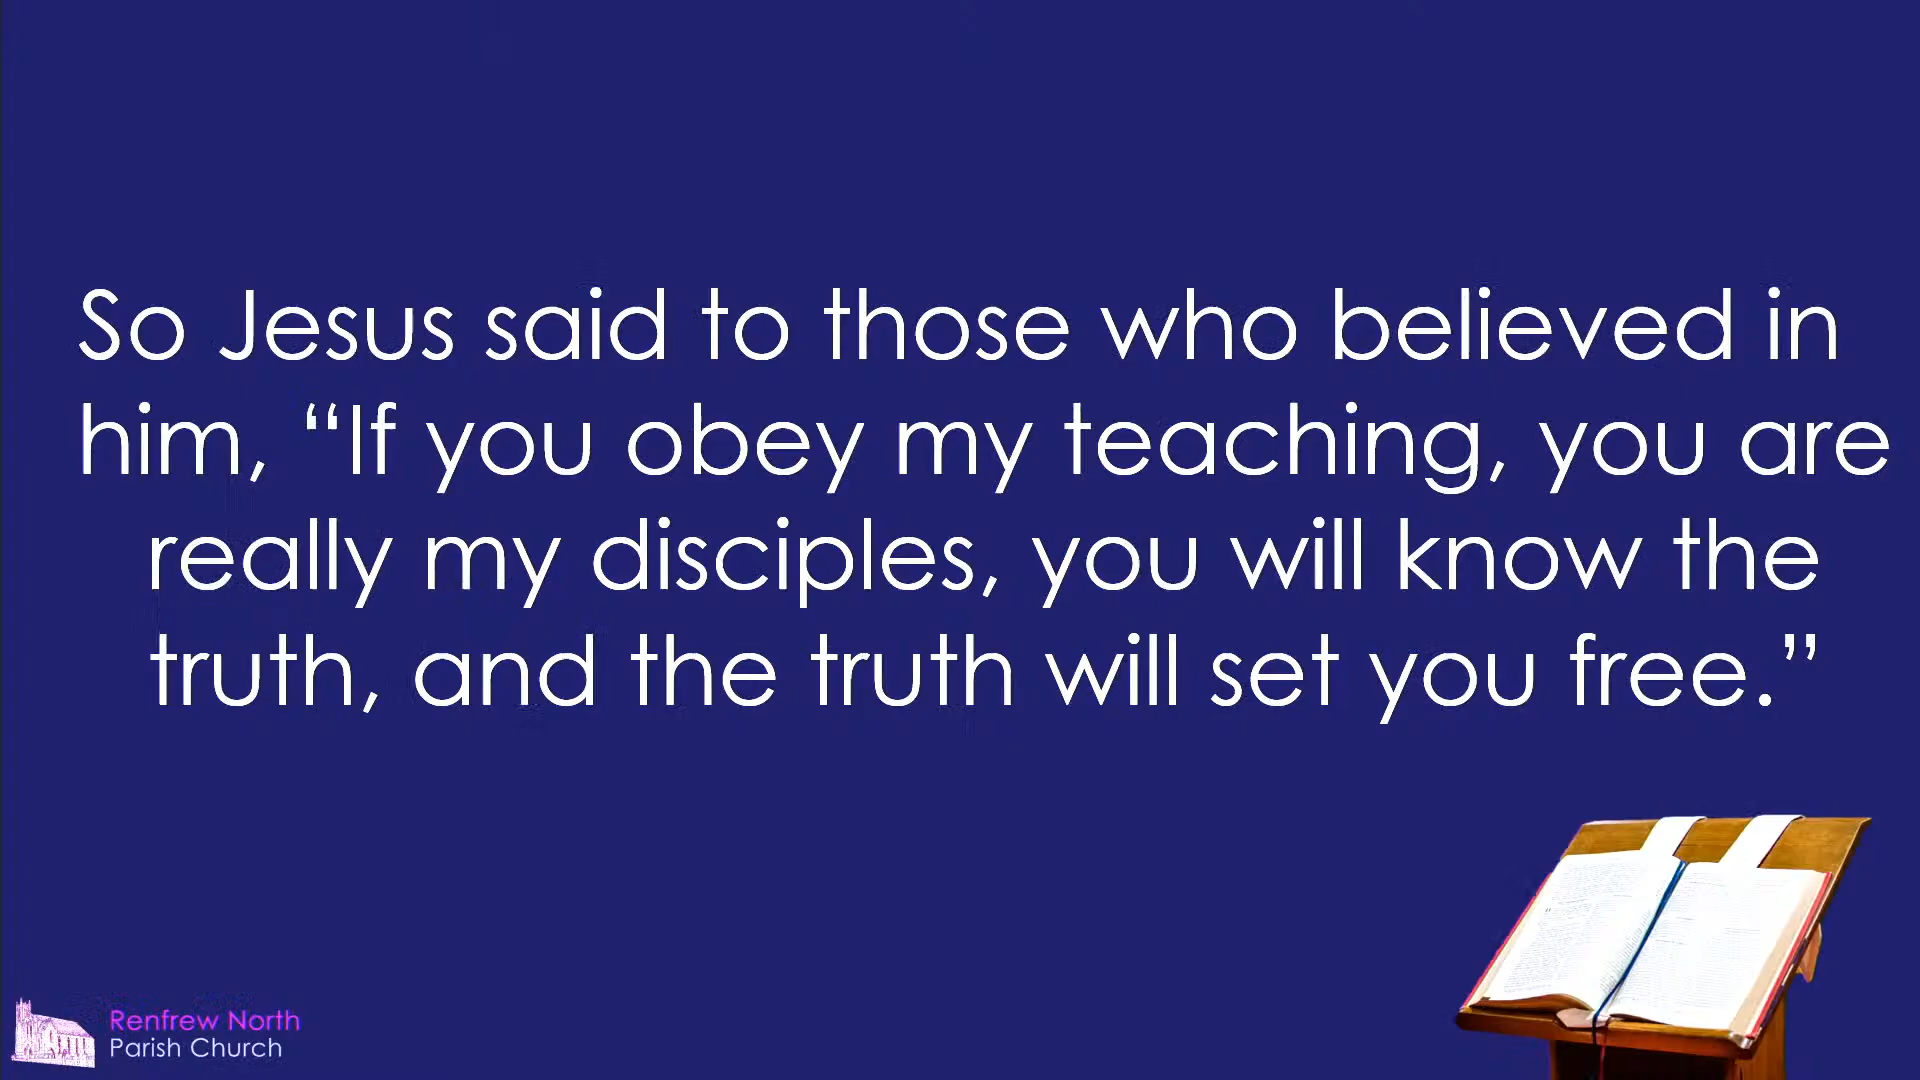 So Jesus said to those who believed in
him, “If you obey my teaching, you are
really my disciples, you will know the
truth, and the truth will set you free.”
Renfrew North
Parish Church